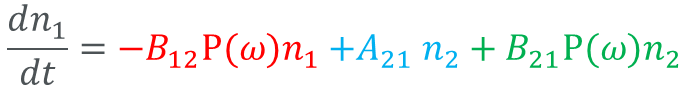 dn₁/dt = −B₁₂P(ω)n₁ +A₂₁ n₂ + B₂₁P(ω)n₂